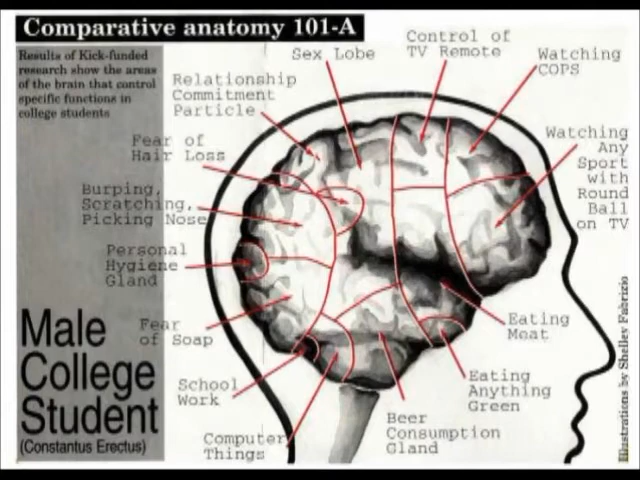 Comparative anatomy 101-A
Results of Kick-funded
research show the areas
of the brain that control
specific functions in
college students
Sex Lobe
Control of
TV Remote
Watching
COPS
Relationship
Commitment
Particle
Fear of
Hair Loss
Watching
Any
Sport
with
Round
Ball
on TV
Burping,
Scratching,
Picking Nose
Personal
Hygiene
Gland
Fear
of Soap
Eating
Meat
School
Work
Eating
Anything
Green
Computer
Things
Beer
Consumption
Gland
Male
College
Student
(Constantus Erectus)
Illustrations by Shelley Fabrizio